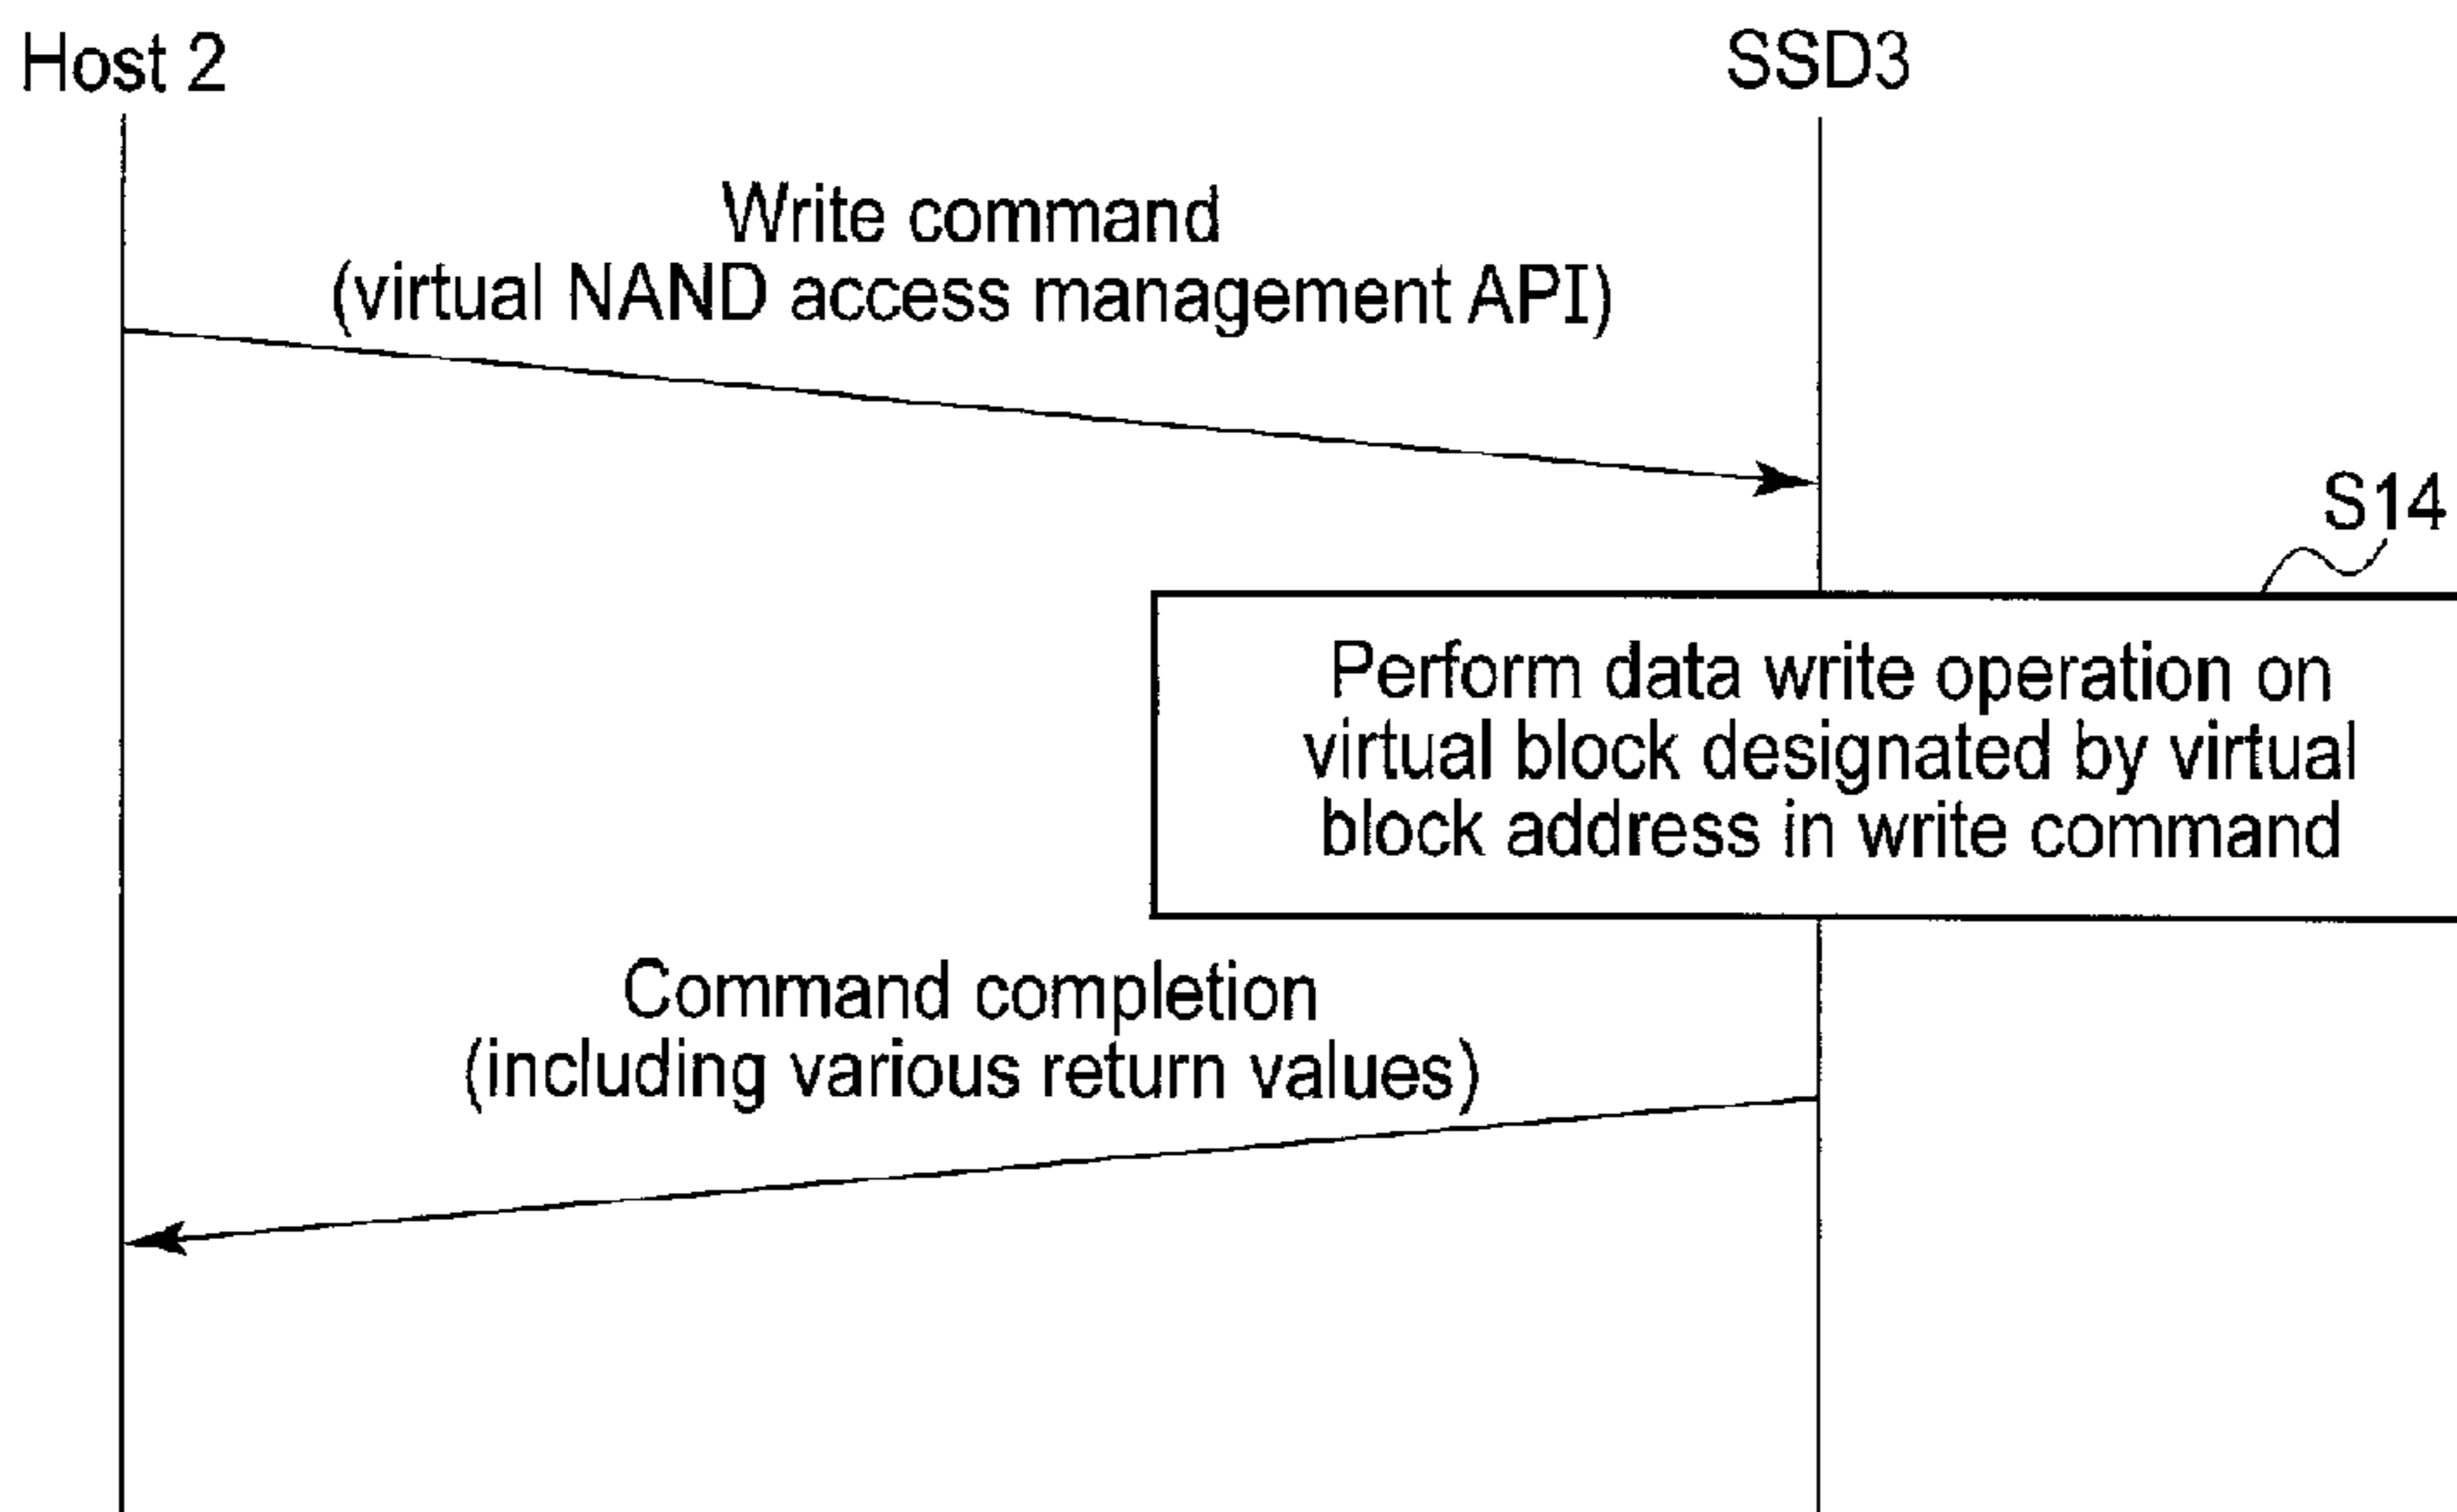 Host 2
SSD3
Write command
(virtual NAND access management API)
S14
Perform data write operation on
virtual block designated by virtual
block address in write command
Command completion
(including various return values)